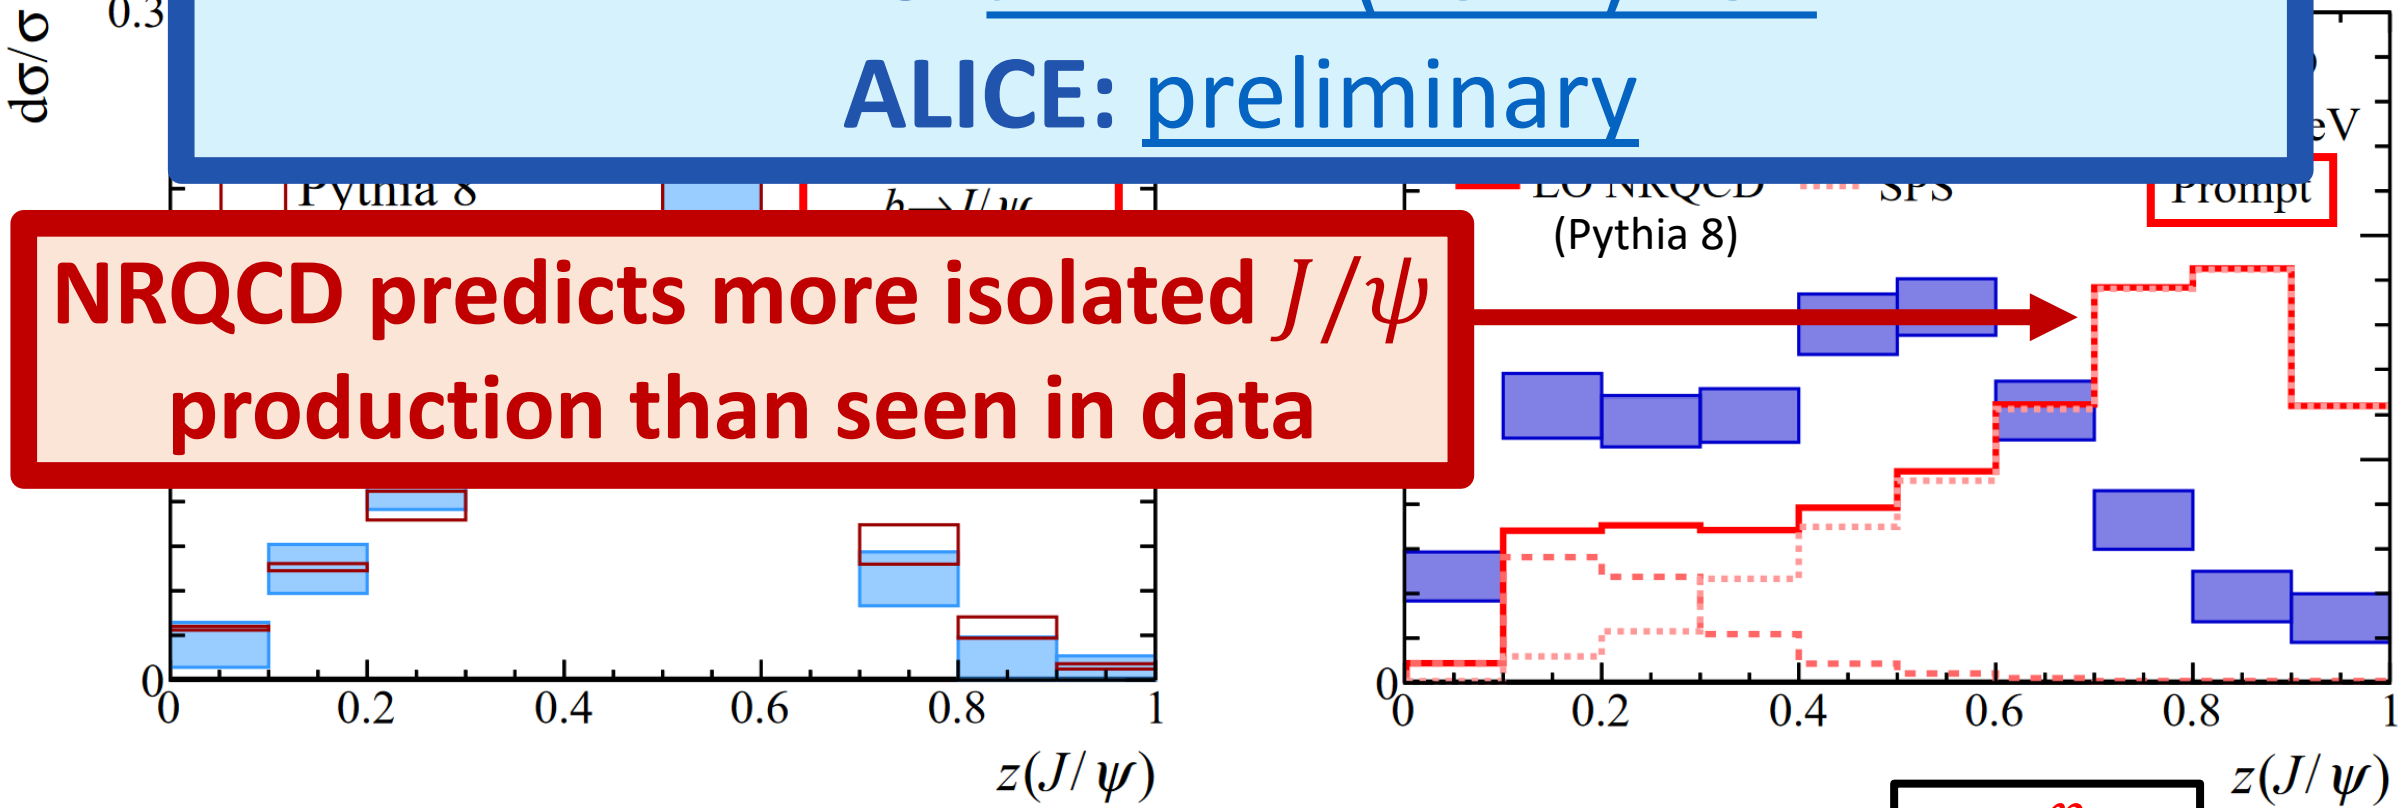 0.3
dσ/σ
ALICE: preliminary
eV
Pythia 8
b→J/ψ
LO NRQCD
SPS
Prompt
(Pythia 8)
NRQCD predicts more isolated J/ψ
production than seen in data
0
0 0.2 0.4 0.6 0.8 1
z(J/ψ)
0
0 0.2 0.4 0.6 0.8 1
z(J/ψ)